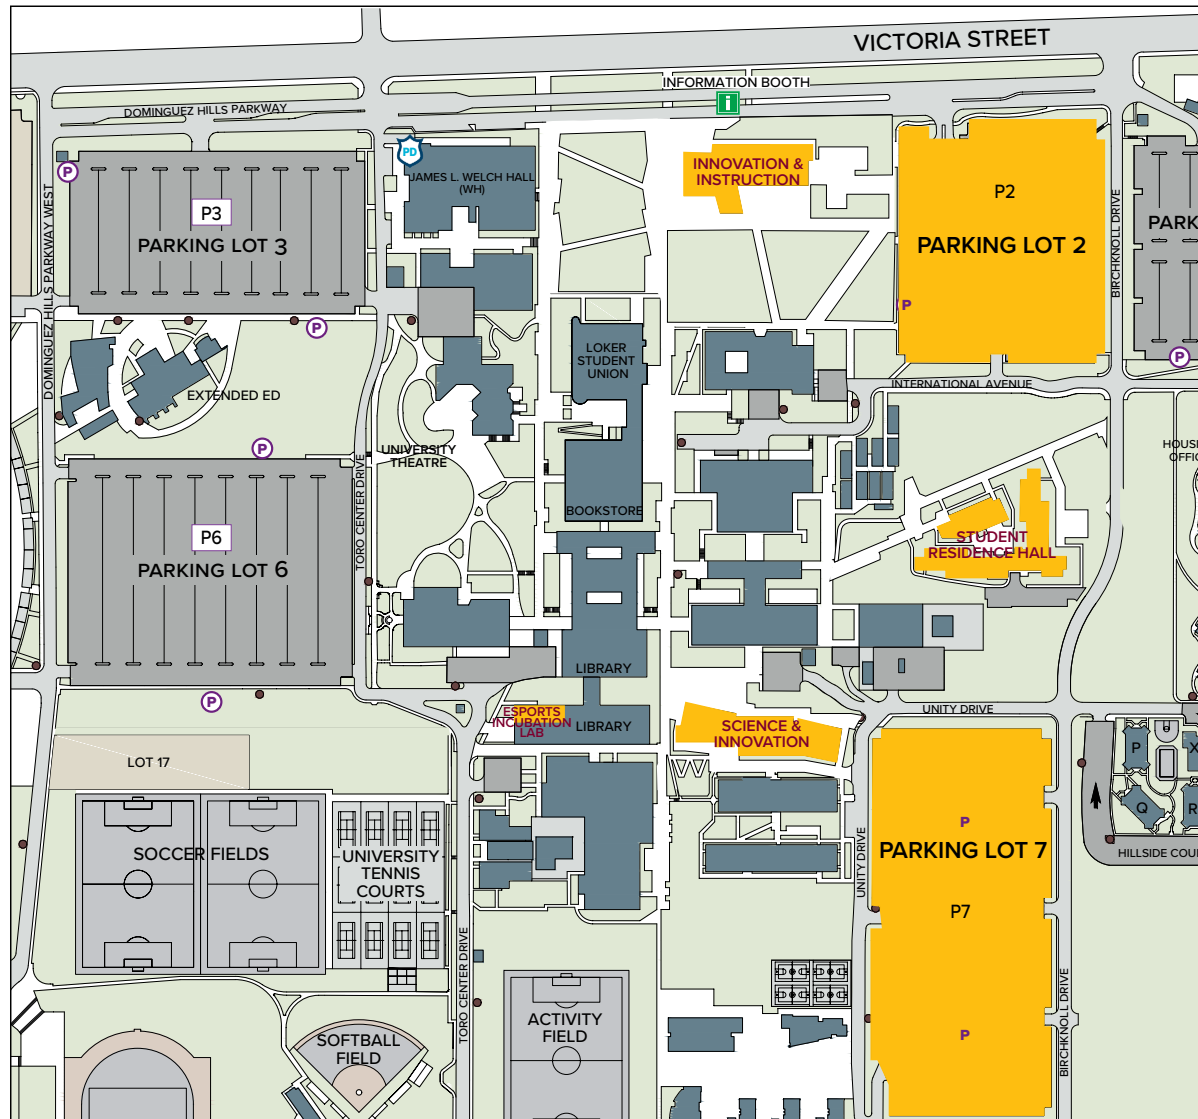 VICTORIA STREET
INFORMATION BOOTH
i
DOMINGUEZ HILLS PARKWAY
PD
JAMES L. WELCH HALL
(WH)
INNOVATION &
INSTRUCTION
P
P3
PARKING LOT 3
P2
PARKING LOT 2
P
BIRCHKNOLL DRIVE
PARK
P
DOMINGUEZ HILLS PARKWAY WEST
P
LOKER
STUDENT
UNION
INTERNATIONAL AVENUE
EXTENDED ED
UNIVERSITY
THEATRE
P
HOUS
OFFIC
TORO CENTER DRIVE
BOOKSTORE
P6
PARKING LOT 6
STUDENT
RESIDENCE HALL
LIBRARY
P
ESPORTS
INCUBATION
LAB
LIBRARY
SCIENCE &
INNOVATION
UNITY DRIVE
LOT 17
P
X
Q
R
HILLSIDE COU
SOCCER FIELDS
UNIVERSITY
TENNIS
COURTS
P
PARKING LOT 7
P7
P
UNITY DRIVE
TORO CENTER DRIVE
BIRCHKNOLL DRIVE
ACTIVITY
FIELD
SOFTBALL
FIELD